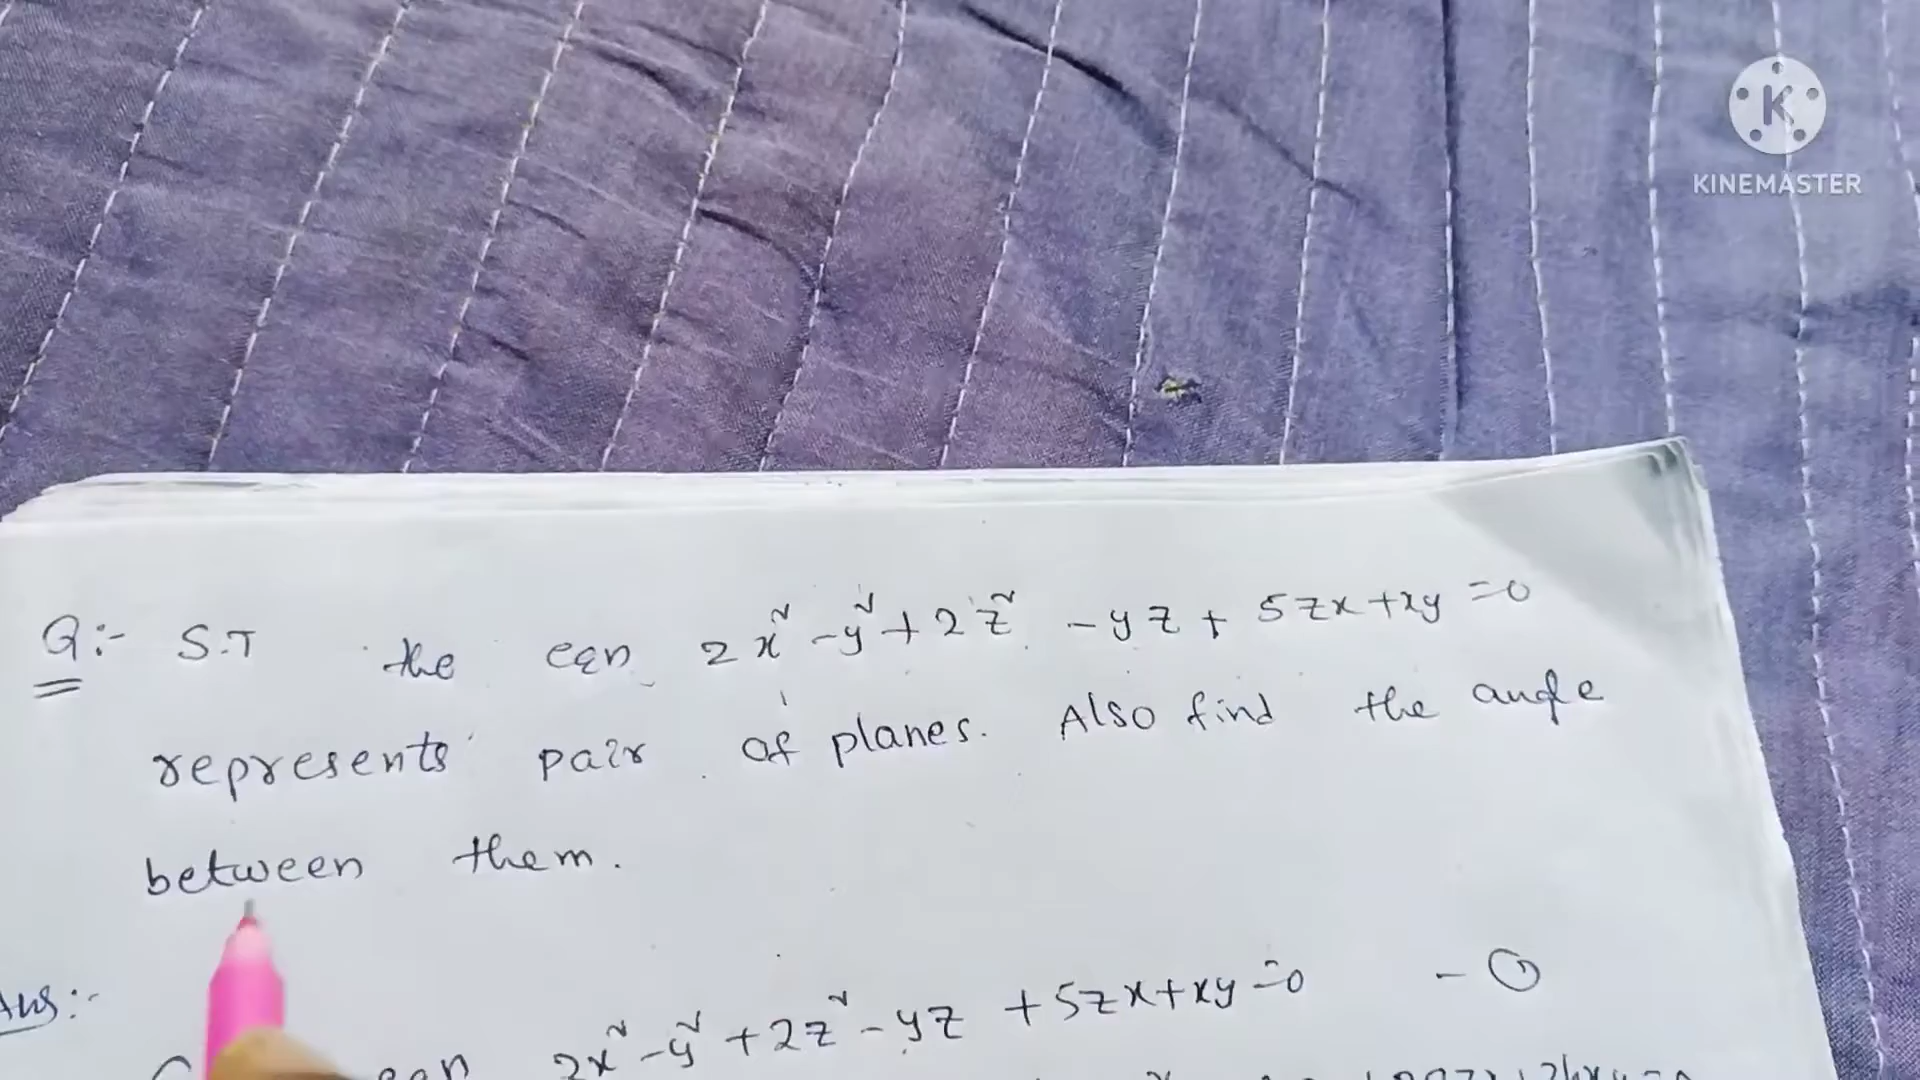 KINEMASTER
Q:- S.T the eqn 2x² - y² + 2z² - yz + 5zx + xy = 0
represents pair of planes. Also find the angle
between them.
Ans:-
eqn 2x² - y² + 2z² - yz + 5zx + xy = 0 - ①